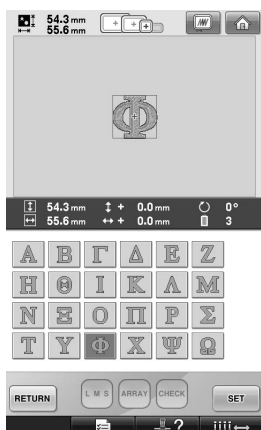 54.3 mm
55.6 mm
Φ
54.3 mm + 0.0 mm 0°
55.6 mm + 0.0 mm 3
Α Β Γ Δ Ε Ζ
Η Θ Ι Κ Λ Μ
Ν Ξ Ο Π Ρ Σ
Τ Υ Φ Χ Ψ Ω
RETURN L M S ARRAY CHECK SET
?